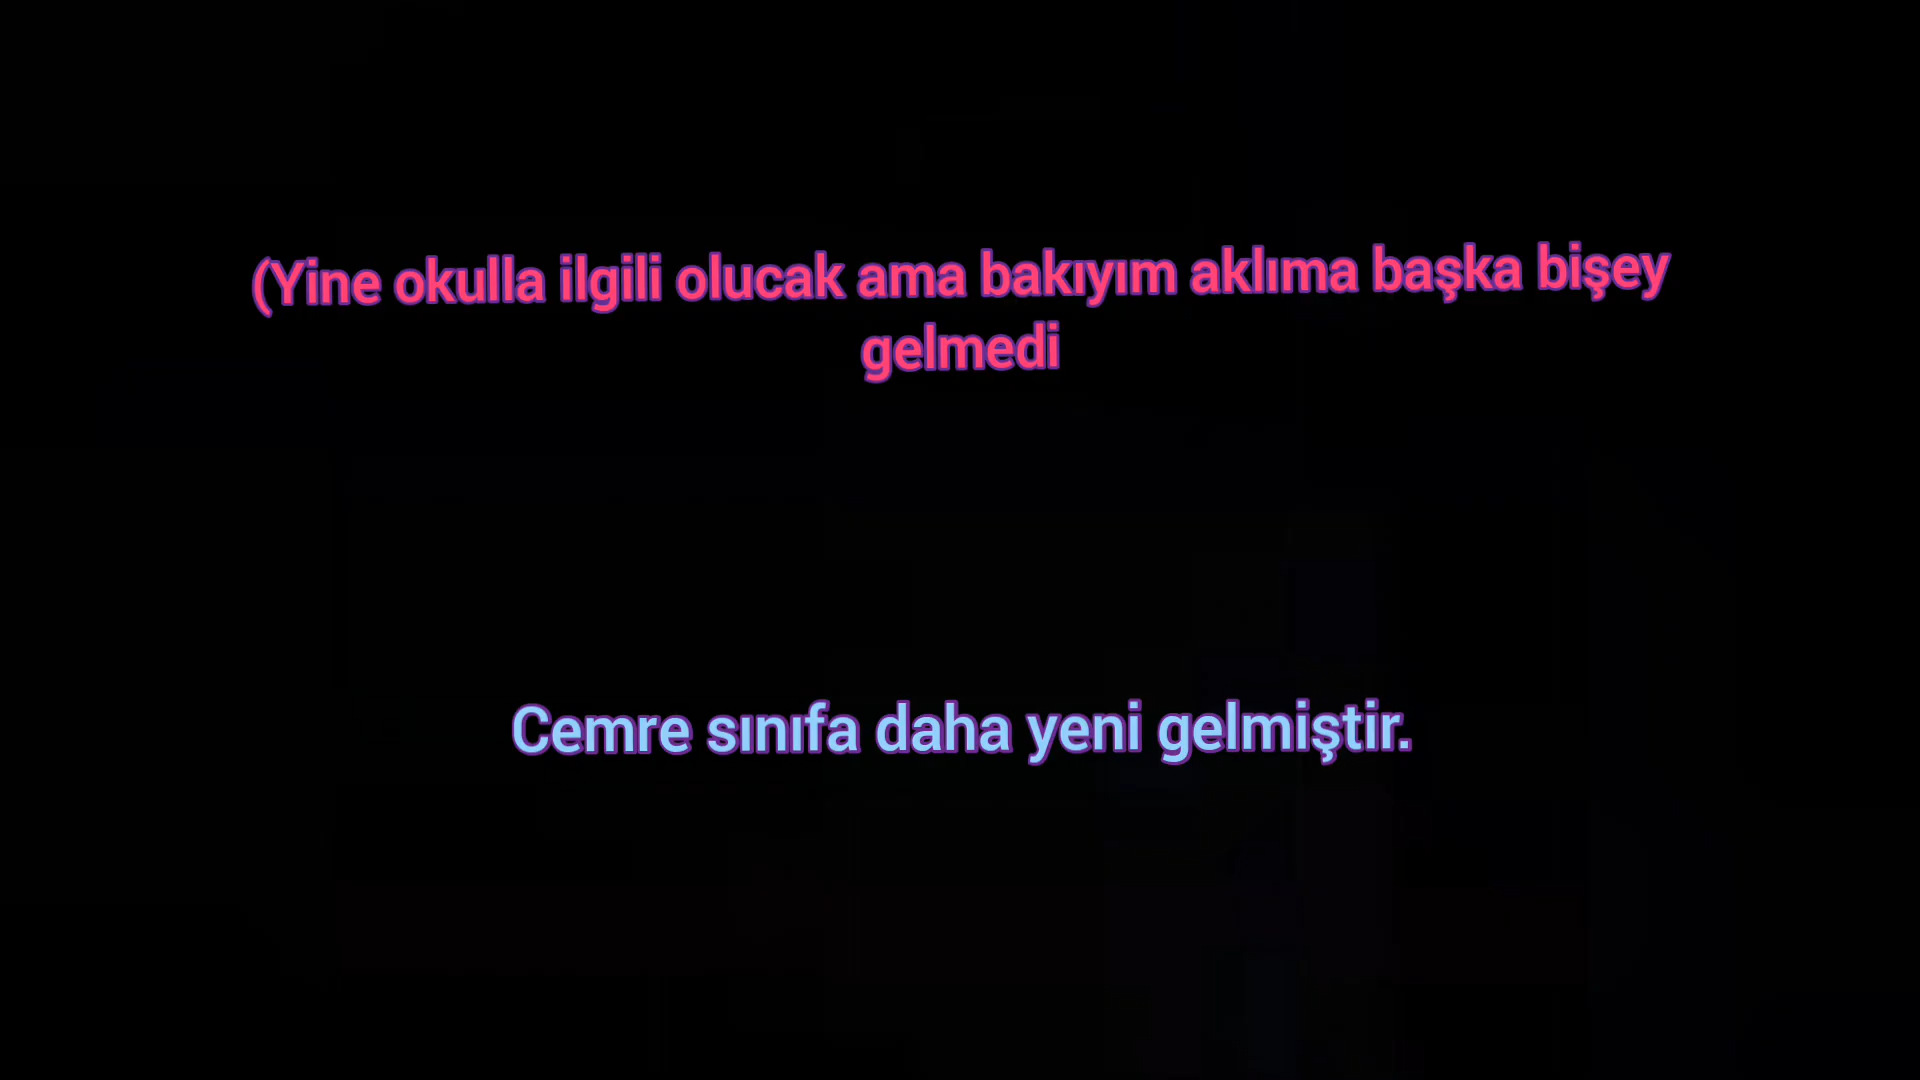 (Yine okulla ilgili olucak ama bakıyım aklıma başka bişey
gelmedi
Cemre sınıfa daha yeni gelmiştir.